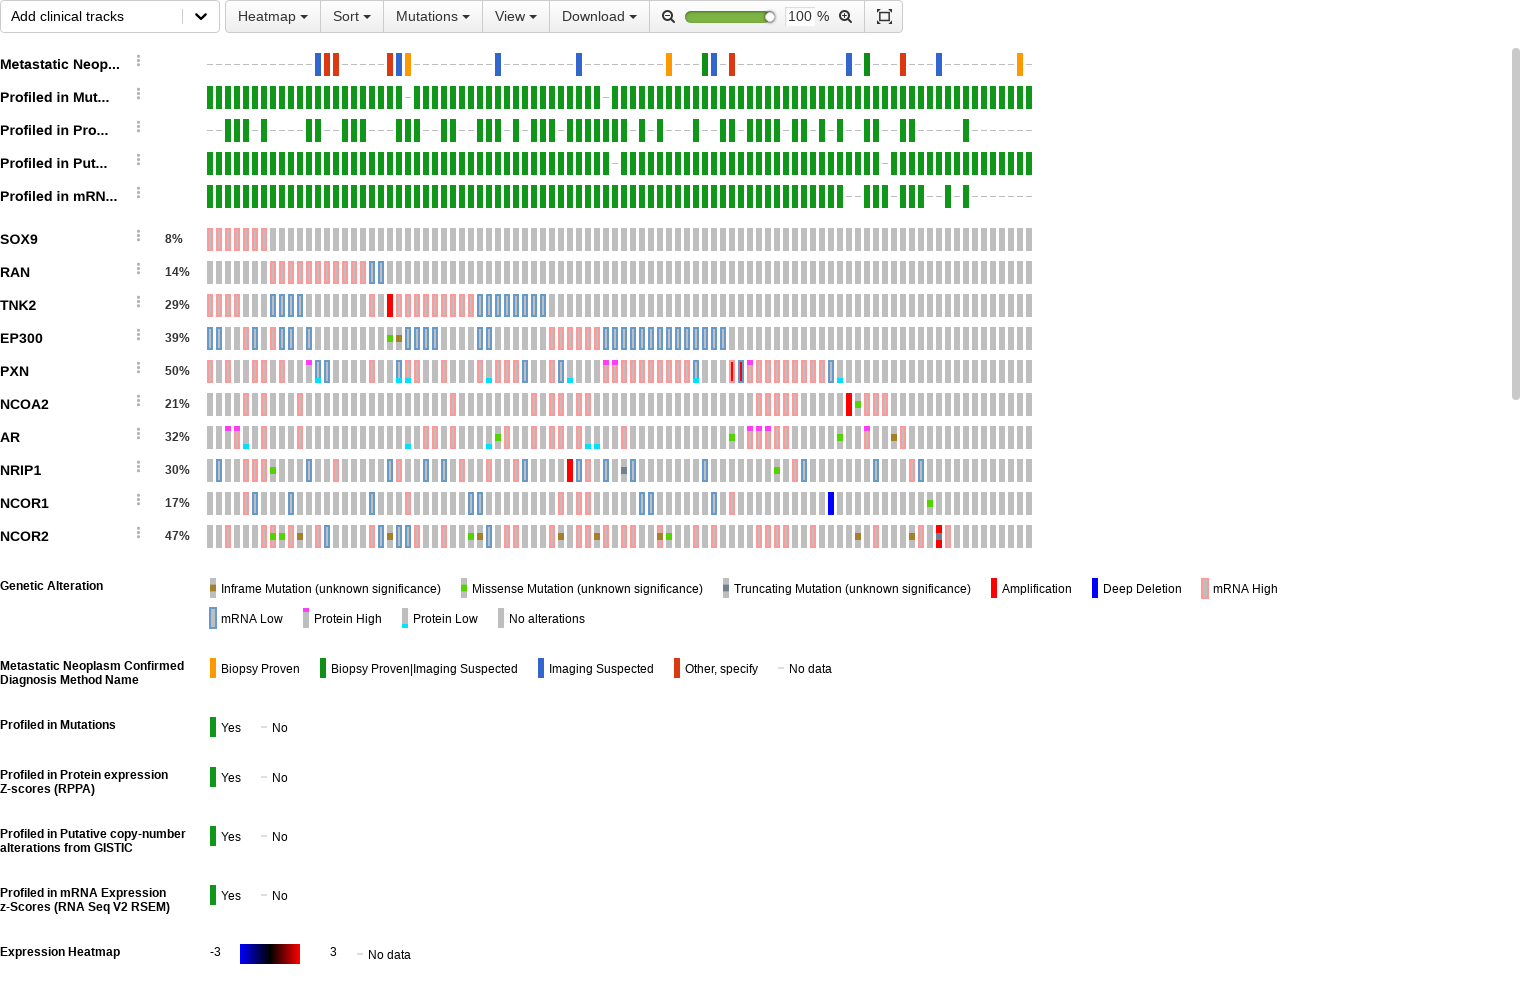 Add clinical tracks Heatmap Sort Mutations View Download 100 %
Metastatic Neop...
Profiled in Mut...
Profiled in Pro...
Profiled in Put...
Profiled in mRN...
SOX9 8%
RAN 14%
TNK2 29%
EP300 39%
PXN 50%
NCOA2 21%
AR 32%
NRIP1 30%
NCOR1 17%
NCOR2 47%
Genetic Alteration Inframe Mutation (unknown significance) Missense Mutation (unknown significance) Truncating Mutation (unknown significance) Amplification Deep Deletion mRNA High
mRNA Low Protein High Protein Low No alterations
Metastatic Neoplasm Confirmed
Diagnosis Method Name
Biopsy Proven Biopsy Proven|Imaging Suspected Imaging Suspected Other, specify No data
Profiled in Mutations Yes No
Profiled in Protein expression
Z-scores (RPPA)
Yes No
Profiled in Putative copy-number
alterations from GISTIC
Yes No
Profiled in mRNA Expression
z-Scores (RNA Seq V2 RSEM)
Yes No
Expression Heatmap -3 3 No data